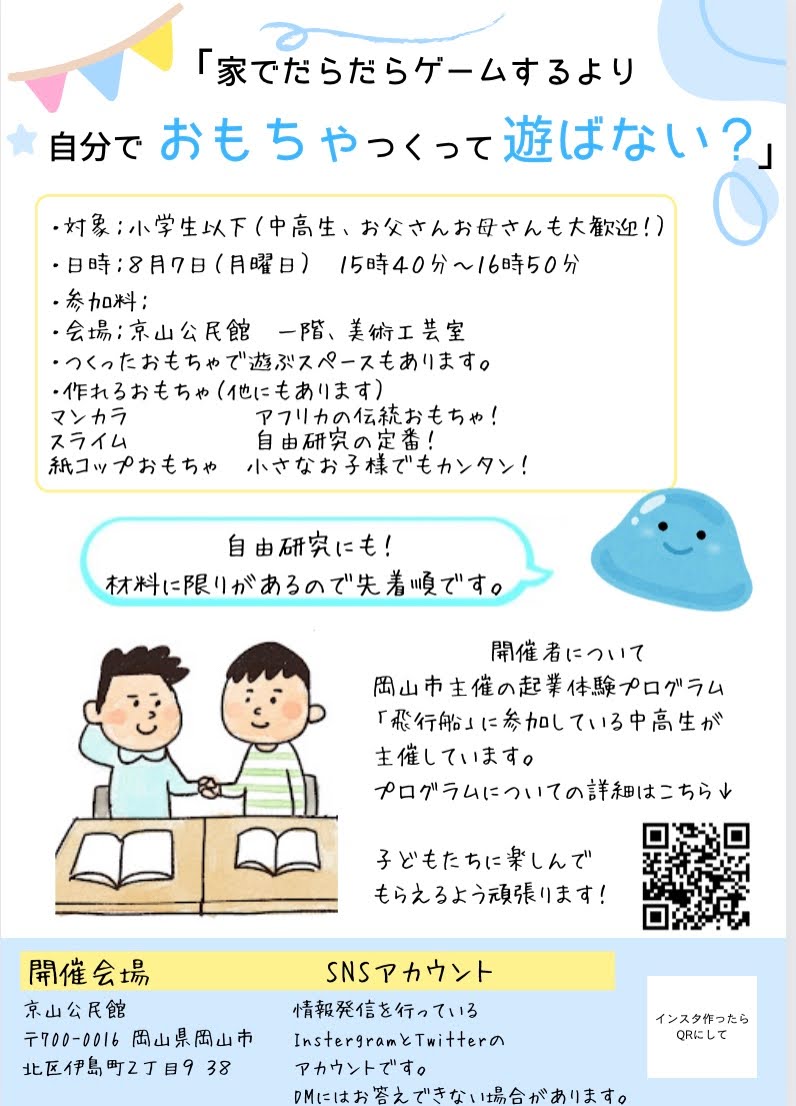 「家でだらだらゲームするより
自分で おもちゃつくって 遊ばない？」
・対象；小学生以下（中高生、お父さんお母さんも大歓迎！）
・日時；8月7日（月曜日）　15時40分～16時50分
・参加料；
・会場；京山公民館　一階、美術工芸室
・つくったおもちゃで遊ぶスペースもあります。
・作れるおもちゃ（他にもあります）
マンカラ　アフリカの伝統おもちゃ！
スライム　自由研究の定番！
紙コップおもちゃ　小さなお子様でもカンタン！
自由研究にも！
材料に限りがあるので先着順です。
開催者について
岡山市主催の起業体験プログラム
「飛行船」に参加している中高生が
主催しています。
プログラムについての詳細はこちら↓
子どもたちに楽しんで
もらえるよう頑張ります！
開催会場
京山公民館
〒700-0016 岡山県岡山市
北区伊島町2丁目9 38
SNSアカウント
情報発信を行っている
InstergramとTwitterの
アカウントです。
DMにはお答えできない場合があります。
インスタ作ったら
QRにして